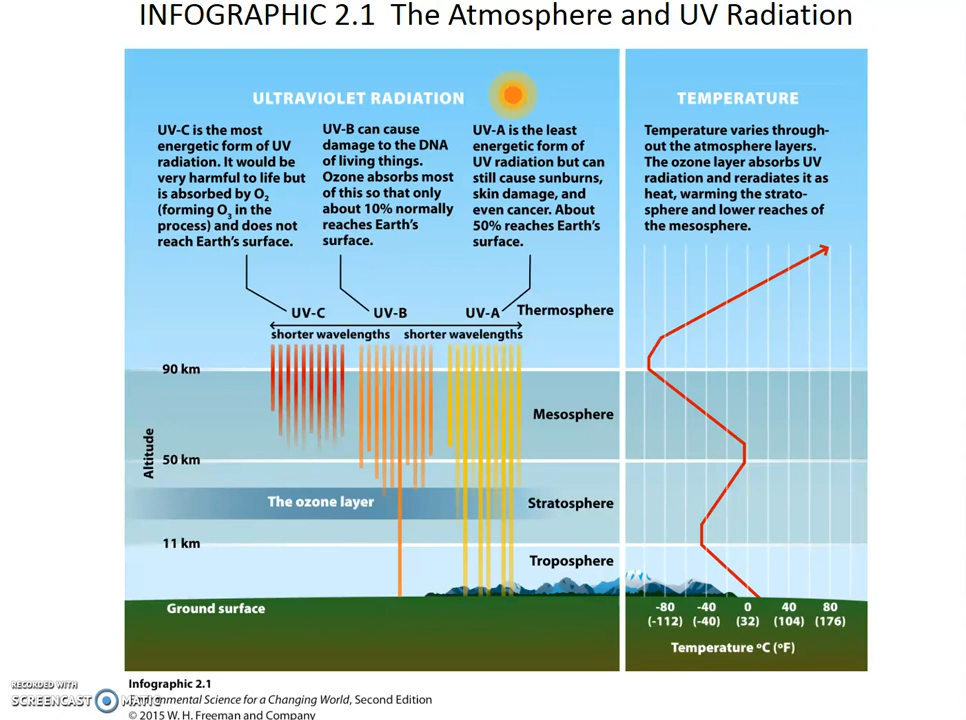 INFOGRAPHIC 2.1 The Atmosphere and UV Radiation
ULTRAVIOLET RADIATION
UV-C is the most
energetic form of UV
radiation. It would be
very harmful to life but
is absorbed by O₂
(forming O₃ in the
process) and does not
reach Earth's surface.
UV-B can cause
damage to the DNA
of living things.
Ozone absorbs most
of this so that only
about 10% normally
reaches Earth's
surface.
UV-A is the least
energetic form of
UV radiation but can
still cause sunburns,
skin damage, and
even cancer. About
50% reaches Earth's
surface.
TEMPERATURE
Temperature varies through-
out the atmosphere layers.
The ozone layer absorbs UV
radiation and reradiates it as
heat, warming the strato-
sphere and lower reaches of
the mesosphere.
UV-C UV-B UV-A Thermosphere
shorter wavelengths shorter wavelengths
90 km
Mesosphere
Altitude
50 km
The ozone layer Stratosphere
11 km
Troposphere
Ground surface
-80 -40 0 40 80
(-112) (-40) (32) (104) (176)
Temperature ºC (ºF)
Infographic 2.1
Environmental Science for a Changing World, Second Edition
© 2015 W. H. Freeman and Company
RECORDED WITH
SCREENCAST MATIC